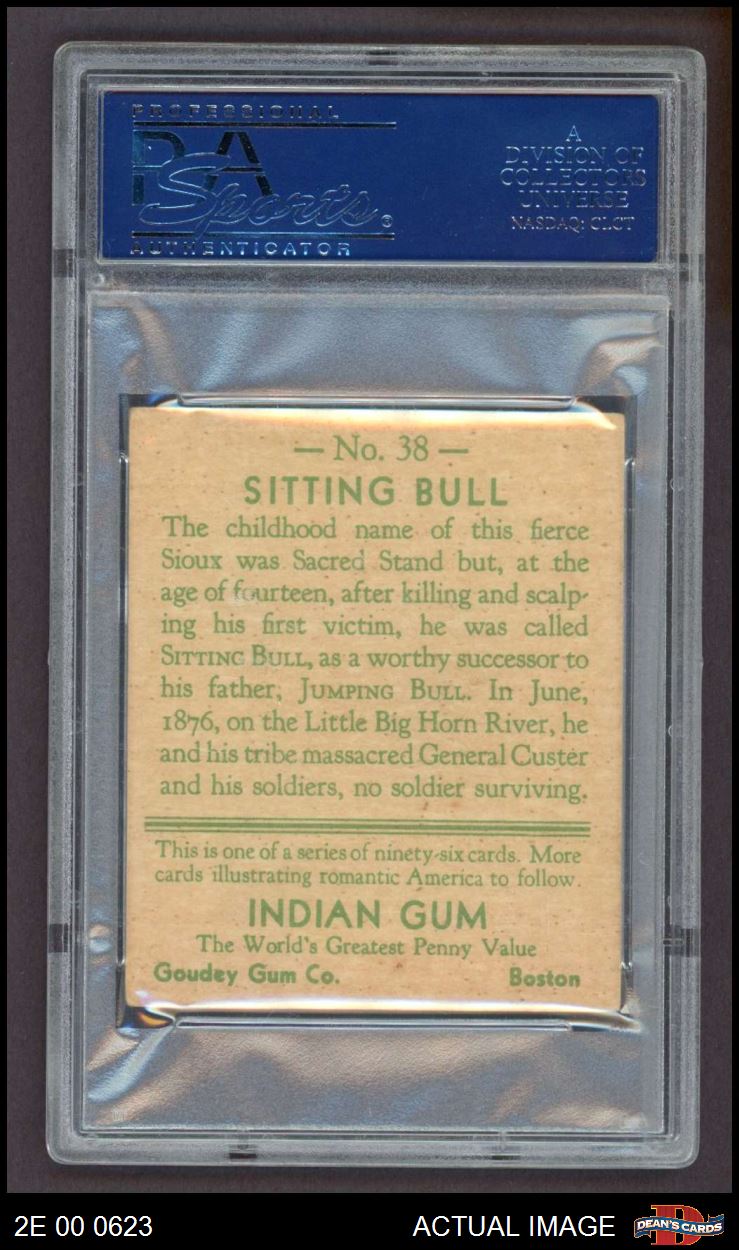 PROFESSIONAL
PSA
Sports®
AUTHENTICATOR
A
DIVISION OF
COLLECTORS
UNIVERSE
NASDAQ: CLCT
— No. 38 —
SITTING BULL
The childhood name of this fierce
Sioux was Sacred Stand but, at the
age of fourteen, after killing and scalp-
ing his first victim, he was called
SITTING BULL, as a worthy successor to
his father, JUMPING BULL. In June,
1876, on the Little Big Horn River, he
and his tribe massacred General Custer
and his soldiers, no soldier surviving.
This is one of a series of ninety-six cards. More
cards illustrating romantic America to follow.
INDIAN GUM
The World's Greatest Penny Value
Goudey Gum Co. Boston
2E 00 0623 ACTUAL IMAGE D DEAN'S CARDS